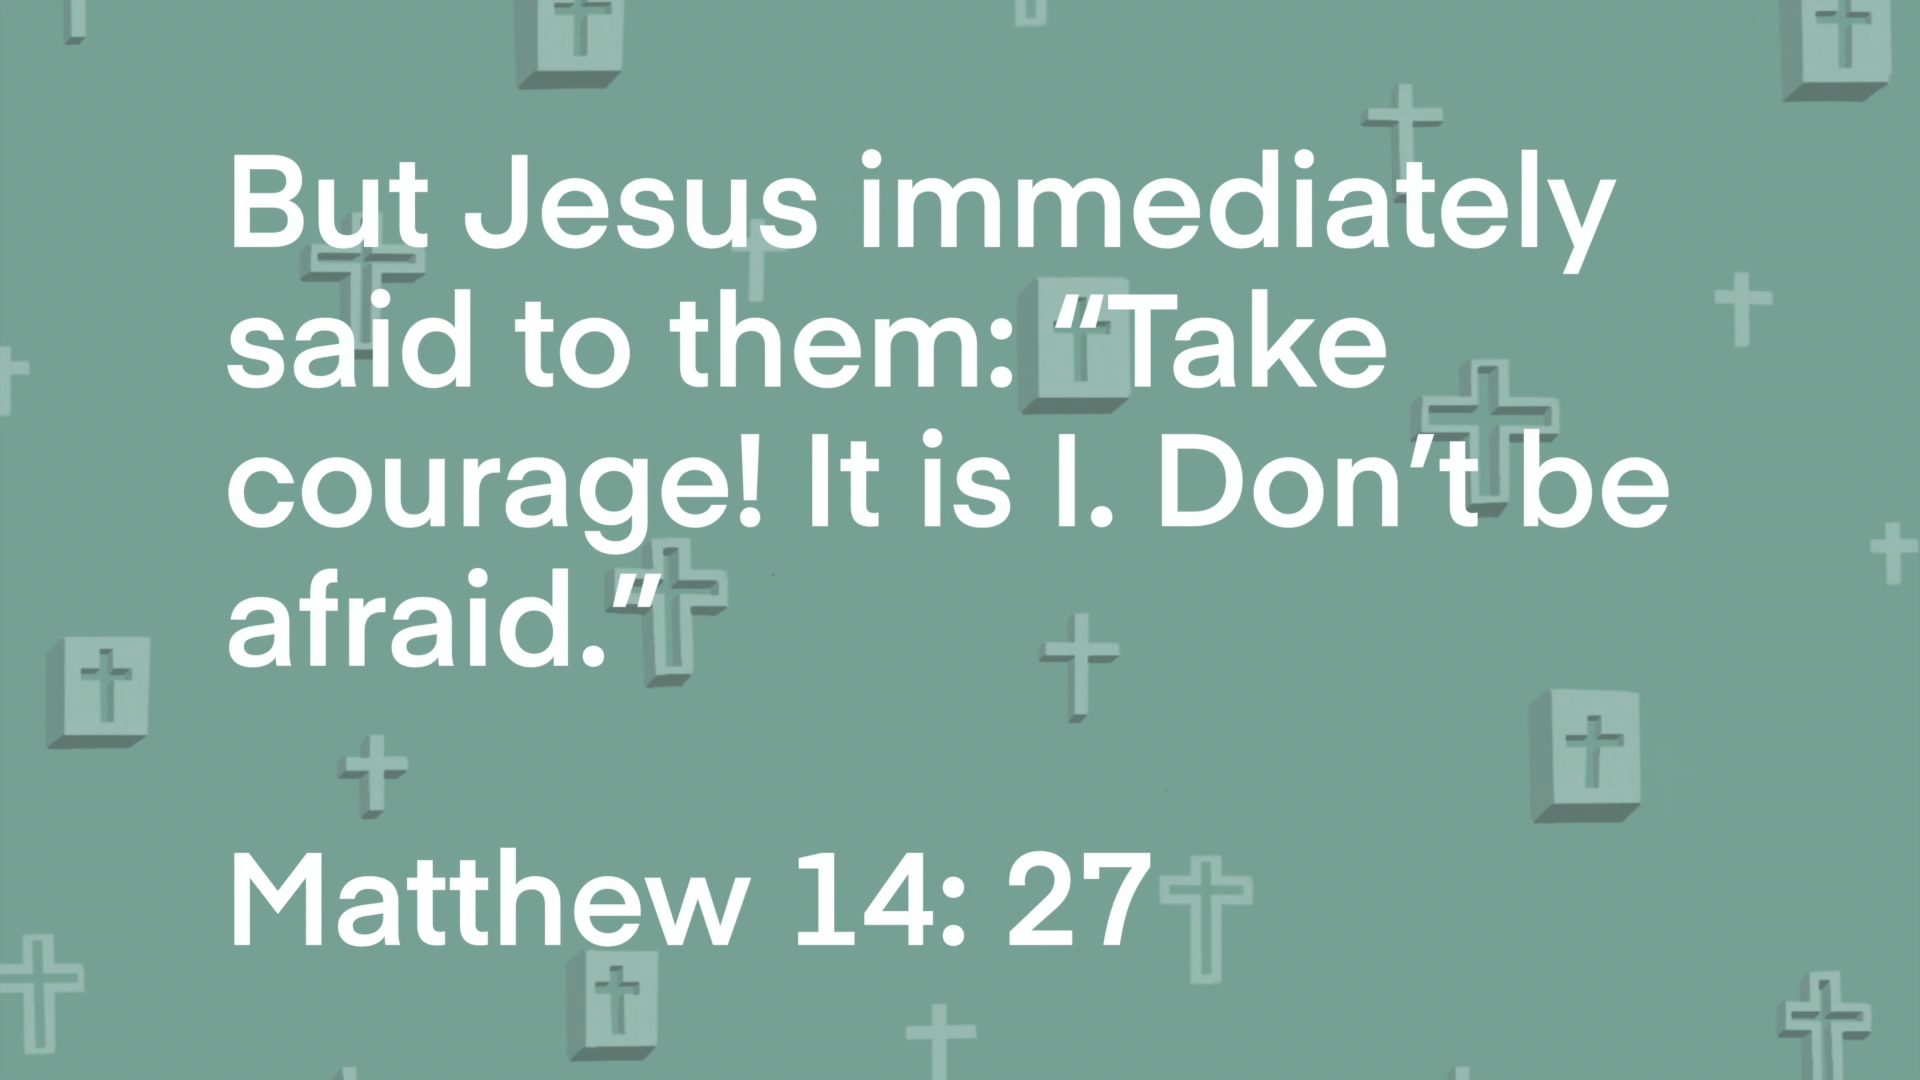 But Jesus immediately
said to them: “Take
courage! It is I. Don’t be
afraid.”
Matthew 14: 27